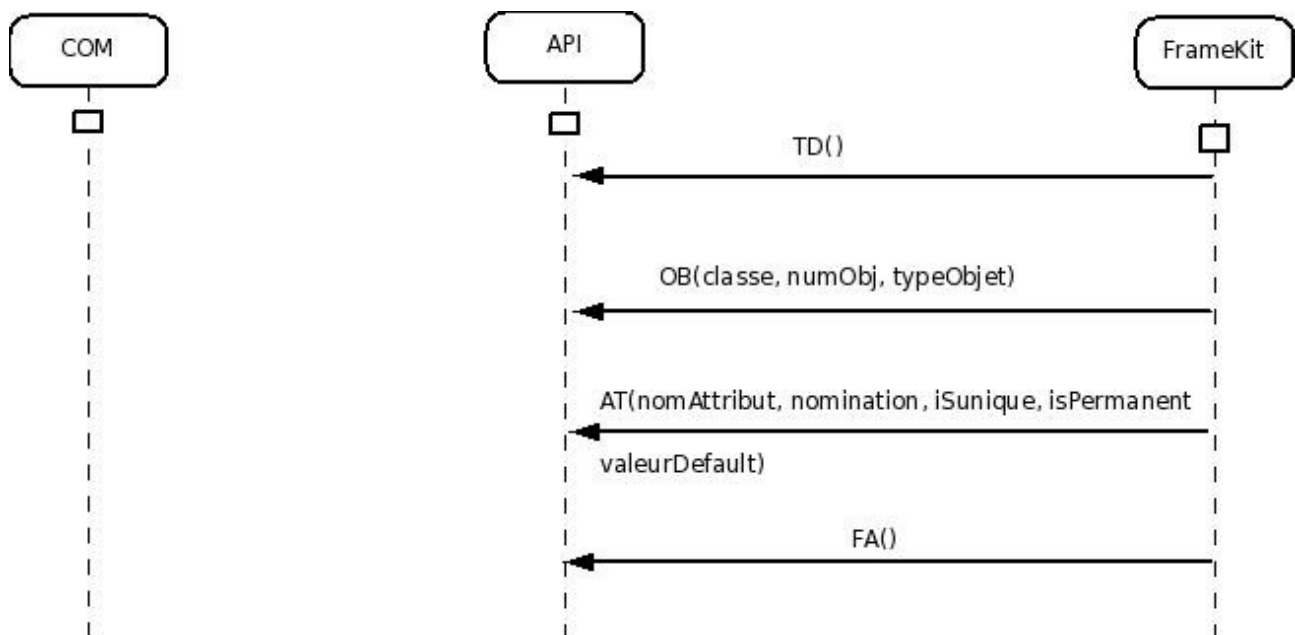 COM
API
FrameKit
TD()
OB(classe, numObj, typeObjet)
AT(nomAttribut, nomination, iSunique, isPermanent
valeurDefault)
FA()